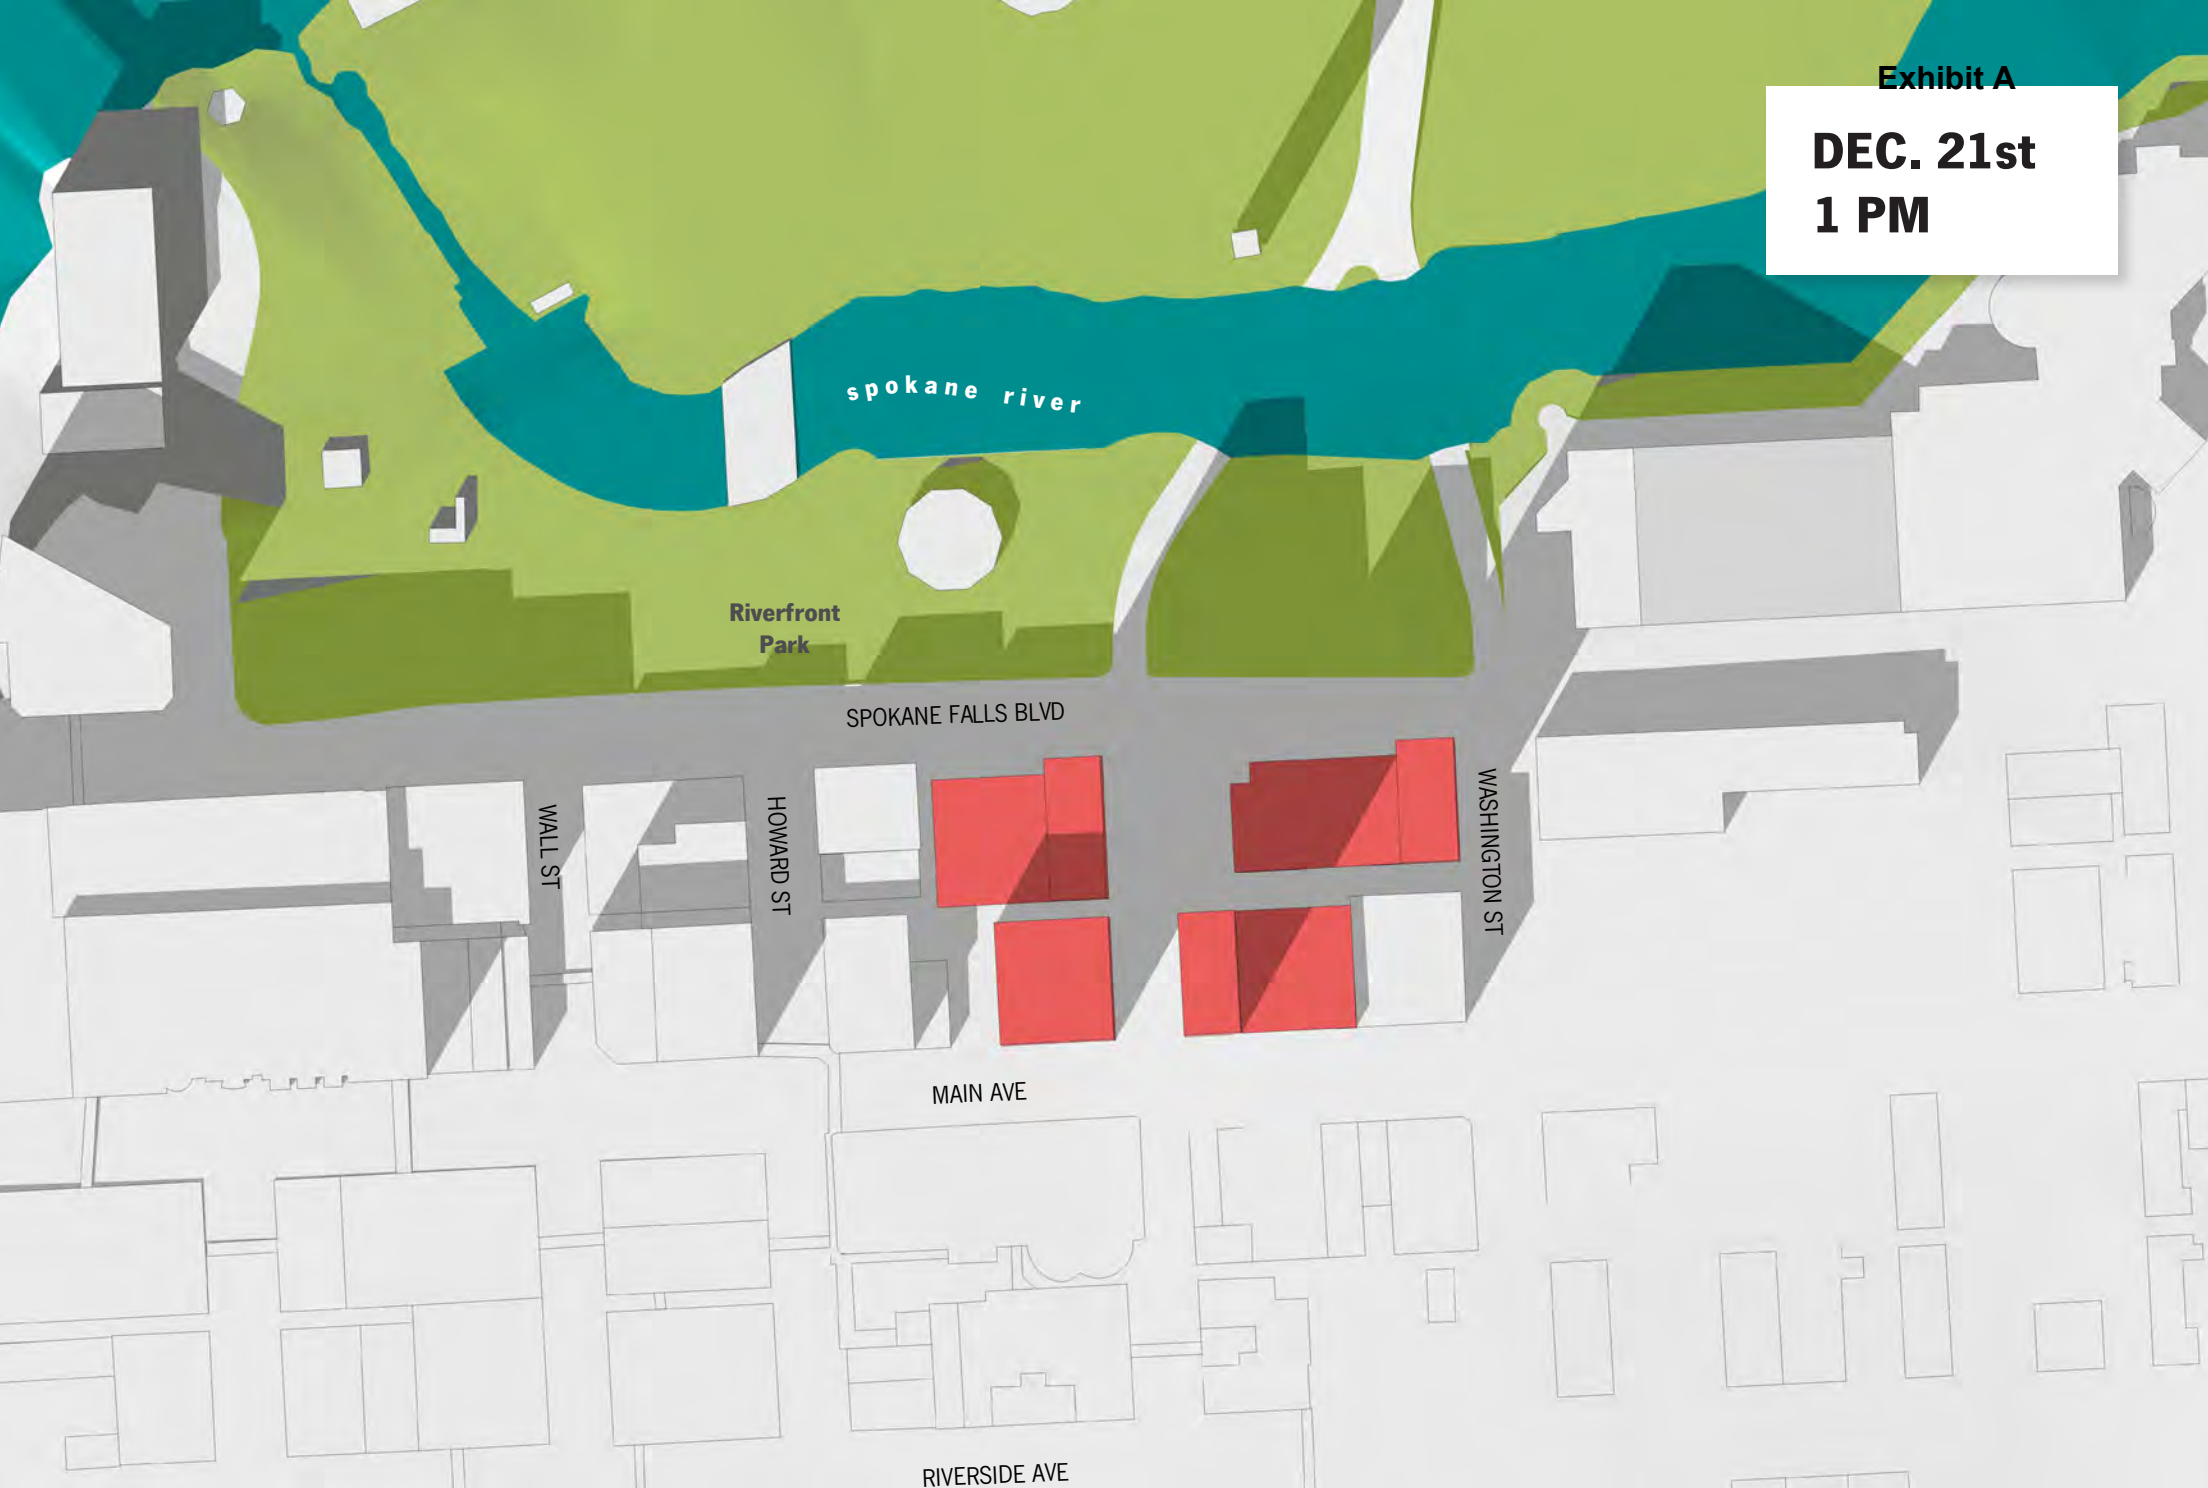 Exhibit A
DEC. 21st
1 PM
spokane river
Riverfront
Park
SPOKANE FALLS BLVD
WALL ST
HOWARD ST
WASHINGTON ST
MAIN AVE
RIVERSIDE AVE